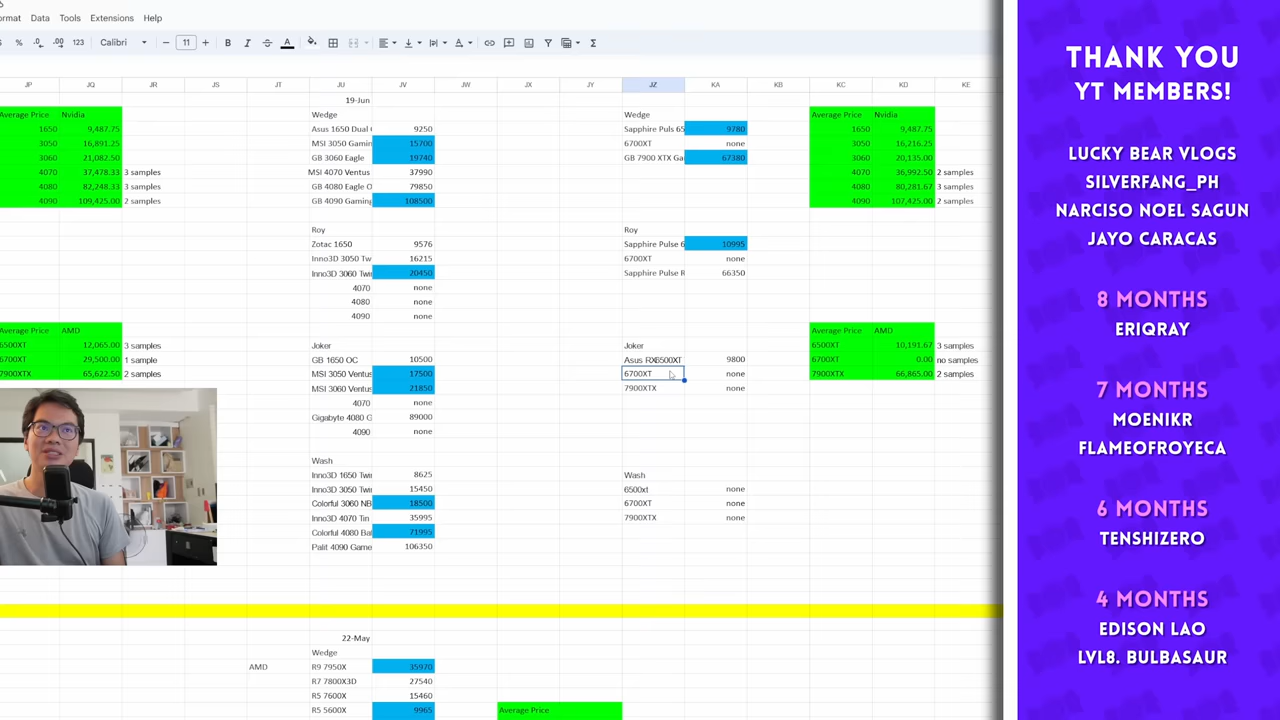 ormat Data Tools Extensions Help
% .0 .00 123 Calibri 11 B I A
JP JQ JR JS JT JU JV JW JX JY JZ KA KB KC KD KE
19-Jun
Average Price Nvidia Wedge Wedge Average Price Nvidia
1650 9,487.75 Asus 1650 Dual 9250 Sapphire Puls 65 9780 1650 9,487.75
3050 16,891.25 MSI 3050 Gamin 15700 6700XT none 3050 16,216.25
3060 21,082.50 GB 3060 Eagle 19740 GB 7900 XTX Ga 67380 3060 20,135.00
4070 37,478.33 3 samples MSI 4070 Ventus 37990 4070 36,992.50 2 samples
4080 82,248.33 3 samples GB 4080 Eagle O 79850 4080 80,281.67 3 samples
4090 109,425.00 2 samples GB 4090 Gaming 108500 4090 107,425.00 2 samples
Roy Roy
Zotac 1650 9576 Sapphire Pulse 6 10995
Inno3D 3050 Tw 16215 6700XT none
Inno3D 3060 Twi 20450 Sapphire Pulse R 66350
4070 none
4080 none
4090 none
Average Price AMD Average Price AMD
6500XT 12,065.00 3 samples Joker Joker 6500XT 10,191.67 3 samples
6700XT 29,500.00 1 sample GB 1650 OC 10500 Asus RX6500XT 9800 6700XT 0.00 no samples
7900XTX 65,622.50 2 samples MSI 3050 Ventus 17500 6700XT none 7900XTX 66,865.00 2 samples
MSI 3060 Ventus 21850 7900XTX none
4070 none
Gigabyte 4080 G 89000
4090 none
Wash Wash
Inno3D 1650 Twi 8625 6500xt none
Inno3D 3050 Twi 15450 6700XT none
Colorful 3060 NB 18500 7900XTX none
Inno3D 4070 Tin 35995
Colorful 4080 Bat 71995
Palit 4090 Game 106350
22-May
Wedge
AMD R9 7950X 35970
R7 7800X3D 27540
R5 7600X 15460
R5 5600X 9965 Average Price
THANK YOU
YT MEMBERS!
LUCKY BEAR VLOGS
SILVERFANG_PH
NARCISO NOEL SAGUN
JAYO CARACAS
8 MONTHS
ERIQRAY
7 MONTHS
MOENIKR
FLAMEOFROYECA
6 MONTHS
TENSHIZERO
4 MONTHS
EDISON LAO
LVL8. BULBASAUR